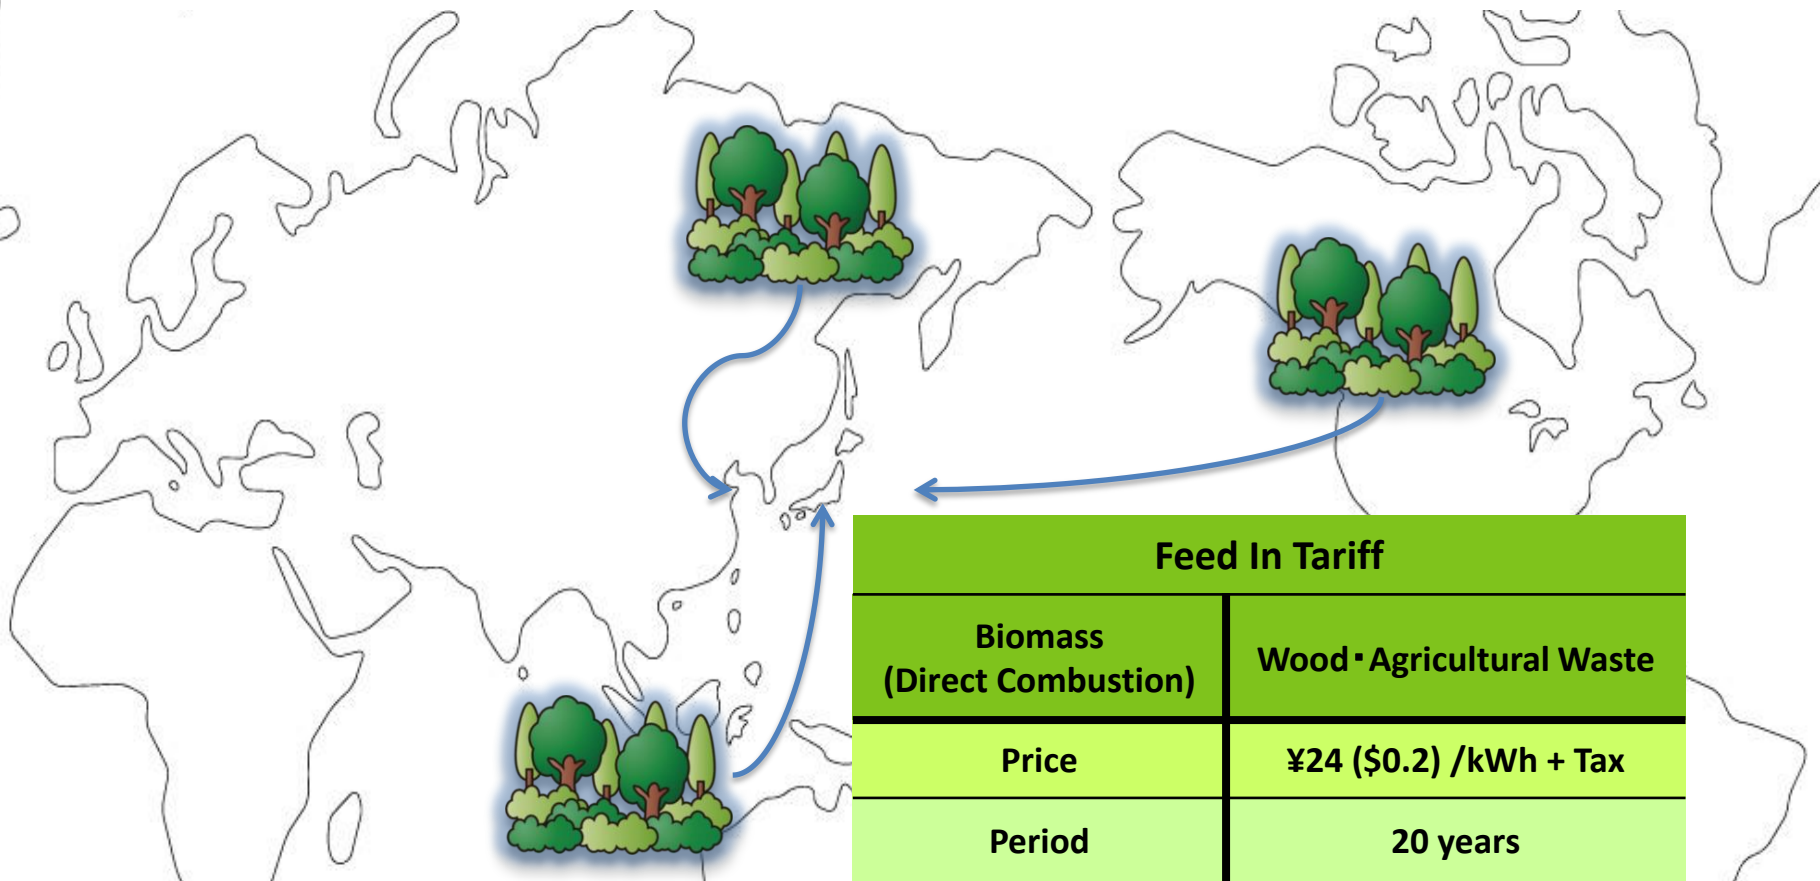 Feed In Tariff
Biomass
(Direct Combustion)
Wood･Agricultural Waste
Price
¥24 ($0.2) /kWh + Tax
Period
20 years